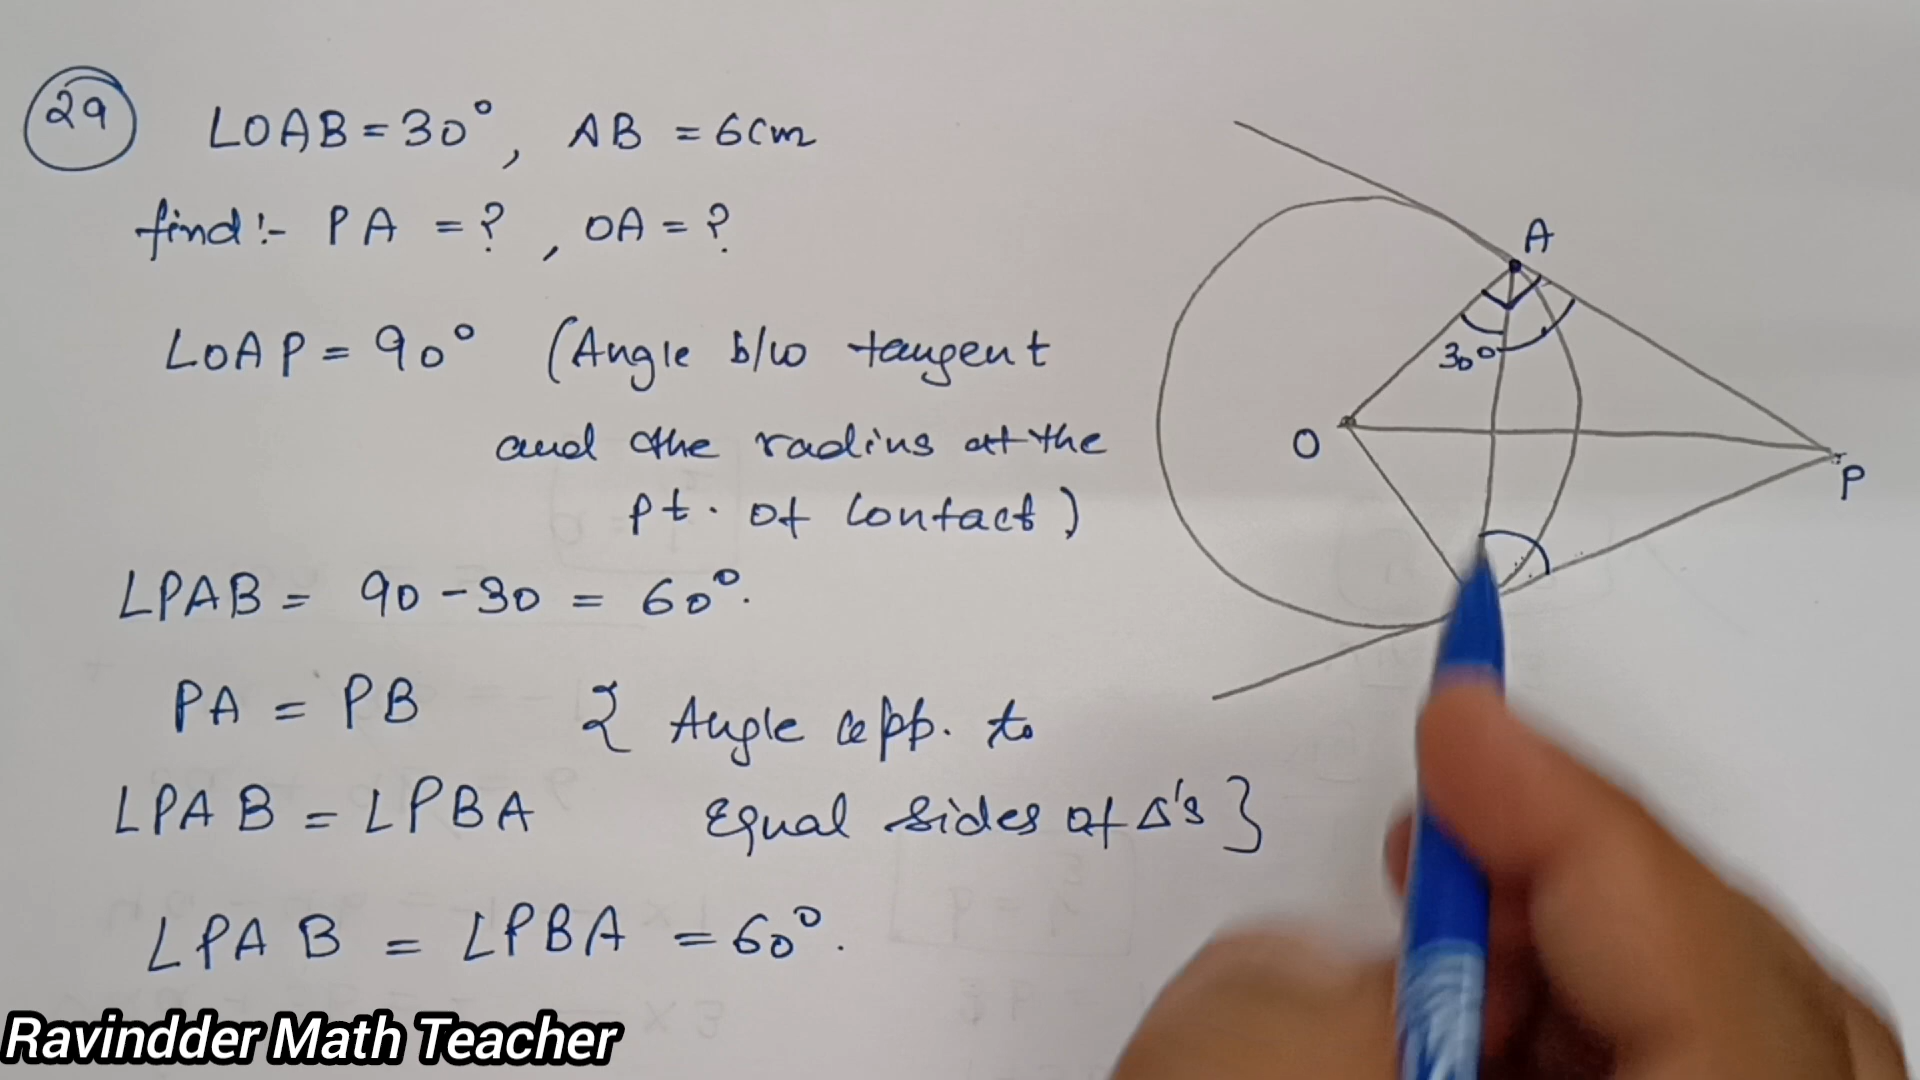 29
∠OAB = 30°, AB = 6cm
find:- PA = ?, OA = ?
∠OAP = 90° (Angle b/w tangent
and the radius at the
pt. of contact)
∠PAB = 90 - 30 = 60°.
PA = PB { Angle opp. to
∠PAB = ∠PBA Equal sides of Δ's }
∠PAB = ∠PBA = 60°.
A
30°
O
P
Ravindder Math Teacher